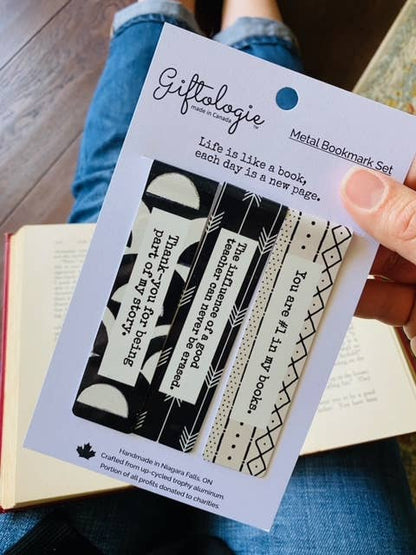 Giftologie™
made in Canada
Metal Bookmark Set
Life is like a book,
each day is a new page.
Thank-you for being
part of my story.
The influence of a good
teacher can never be erased.
You are #1 in my books.
Handmade in Niagara Falls, ON
Crafted from up-cycled trophy aluminum
Portion of all profits donated to charities.